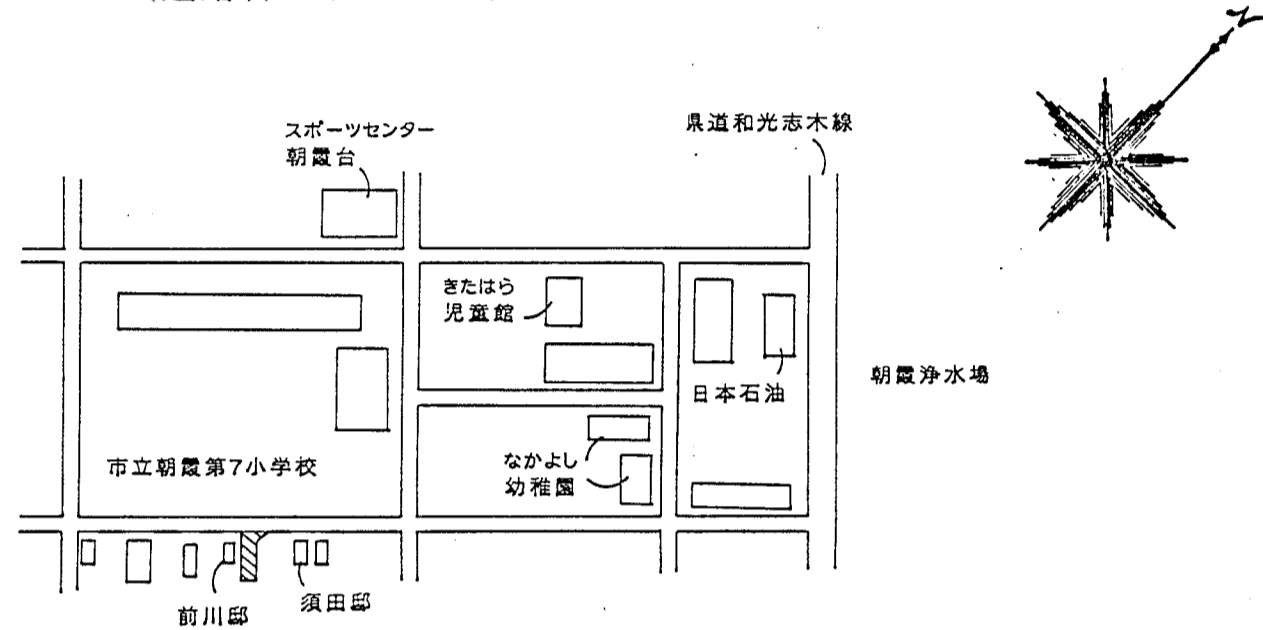 スポーツセンター
朝霞台
県道和光志木線
きたはら
児童館
日本石油
朝霞浄水場
市立朝霞第7小学校
なかよし
幼稚園
前川邸
須田邸